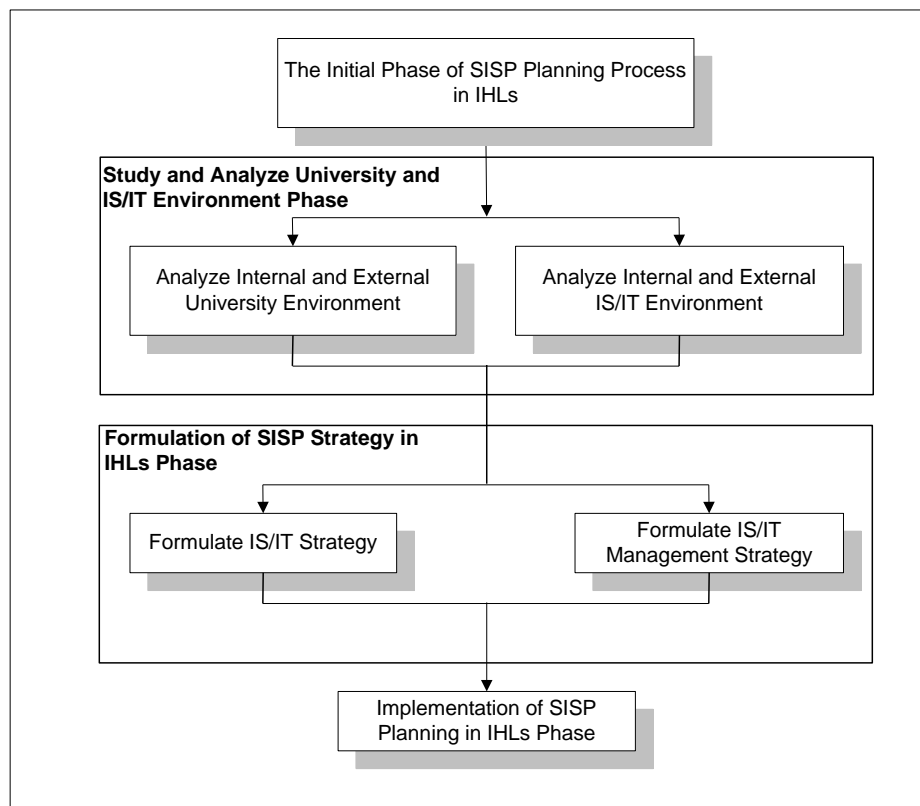 The Initial Phase of SISP Planning Process
in IHLs
Study and Analyze University and
IS/IT Environment Phase
Analyze Internal and External
University Environment
Analyze Internal and External
IS/IT Environment
Formulation of SISP Strategy in
IHLs Phase
Formulate IS/IT Strategy
Formulate IS/IT
Management Strategy
Implementation of SISP
Planning in IHLs Phase